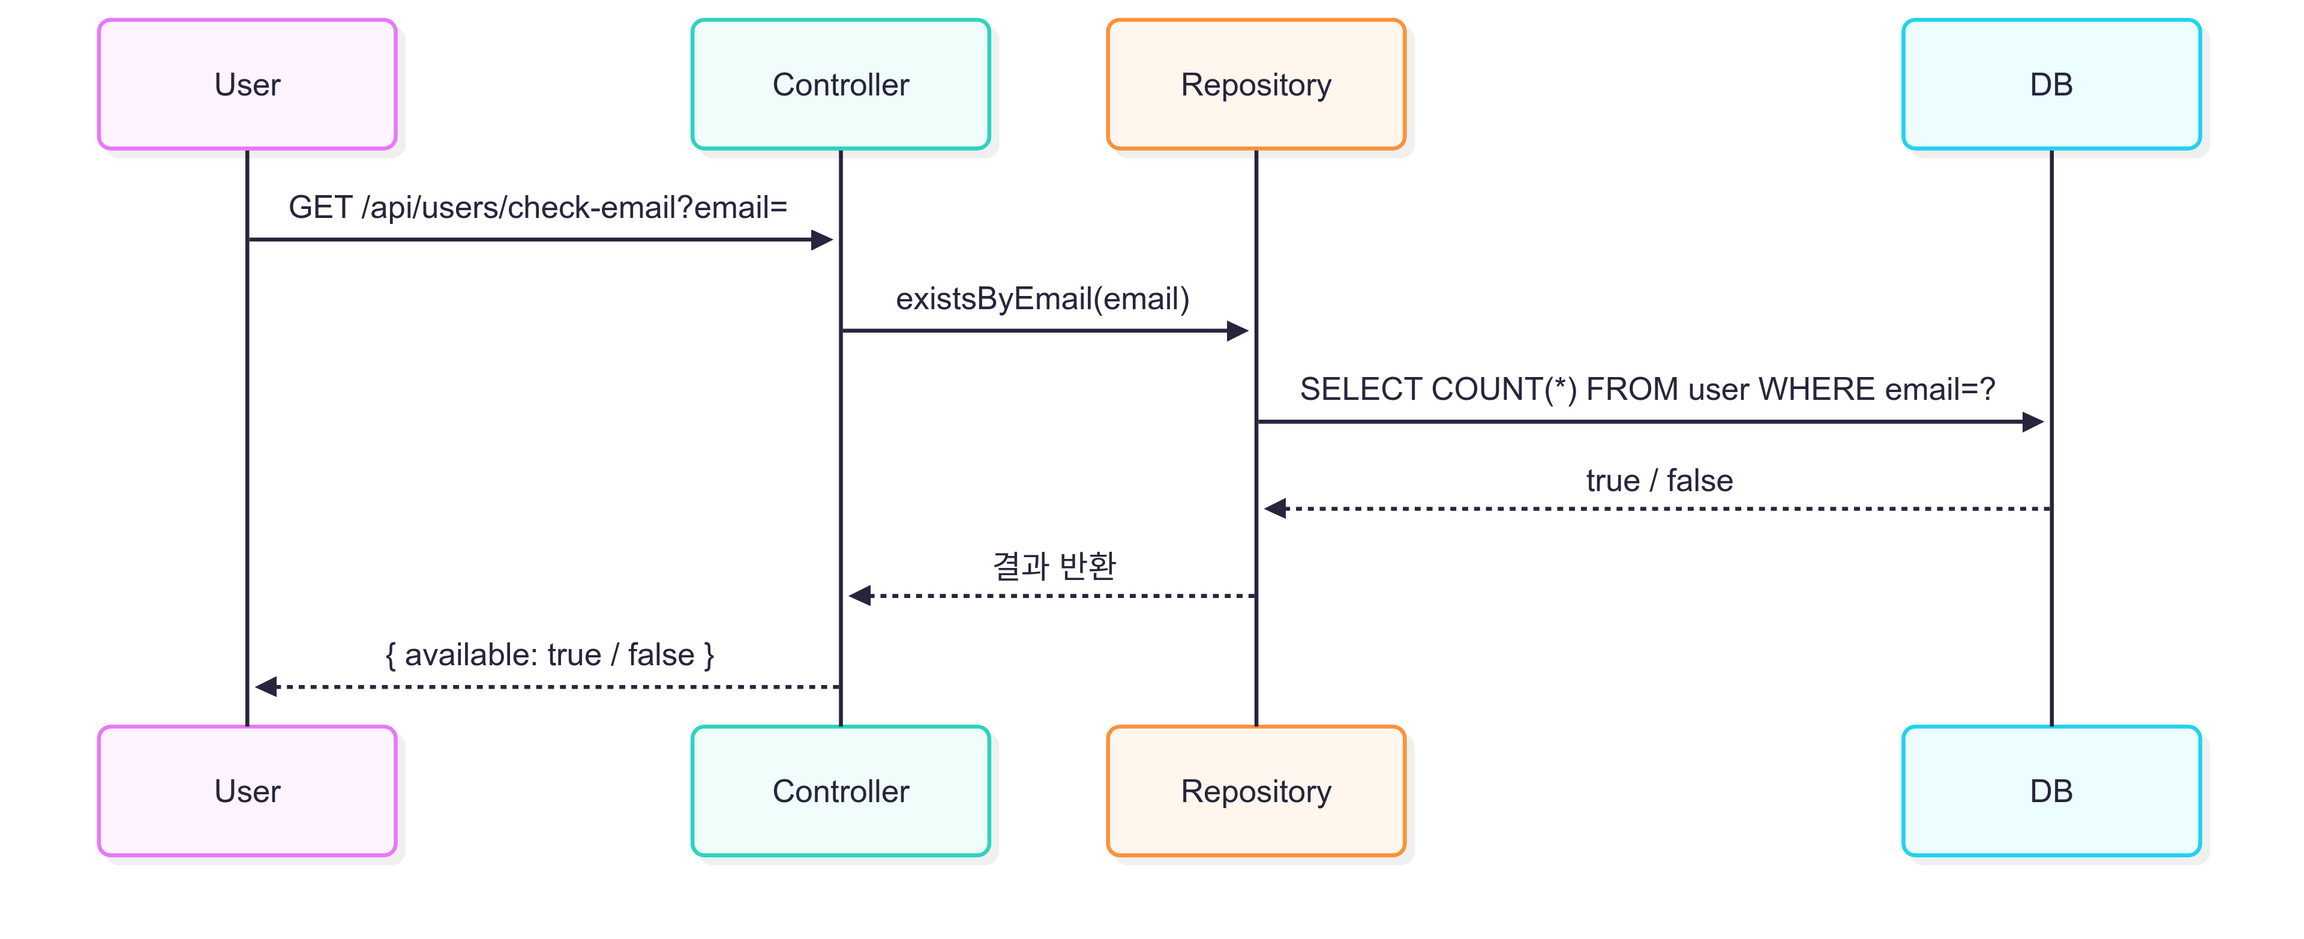 User
Controller
Repository
DB
GET /api/users/check-email?email=
existsByEmail(email)
SELECT COUNT(*) FROM user WHERE email=?
true / false
결과 반환
{ available: true / false }
User
Controller
Repository
DB